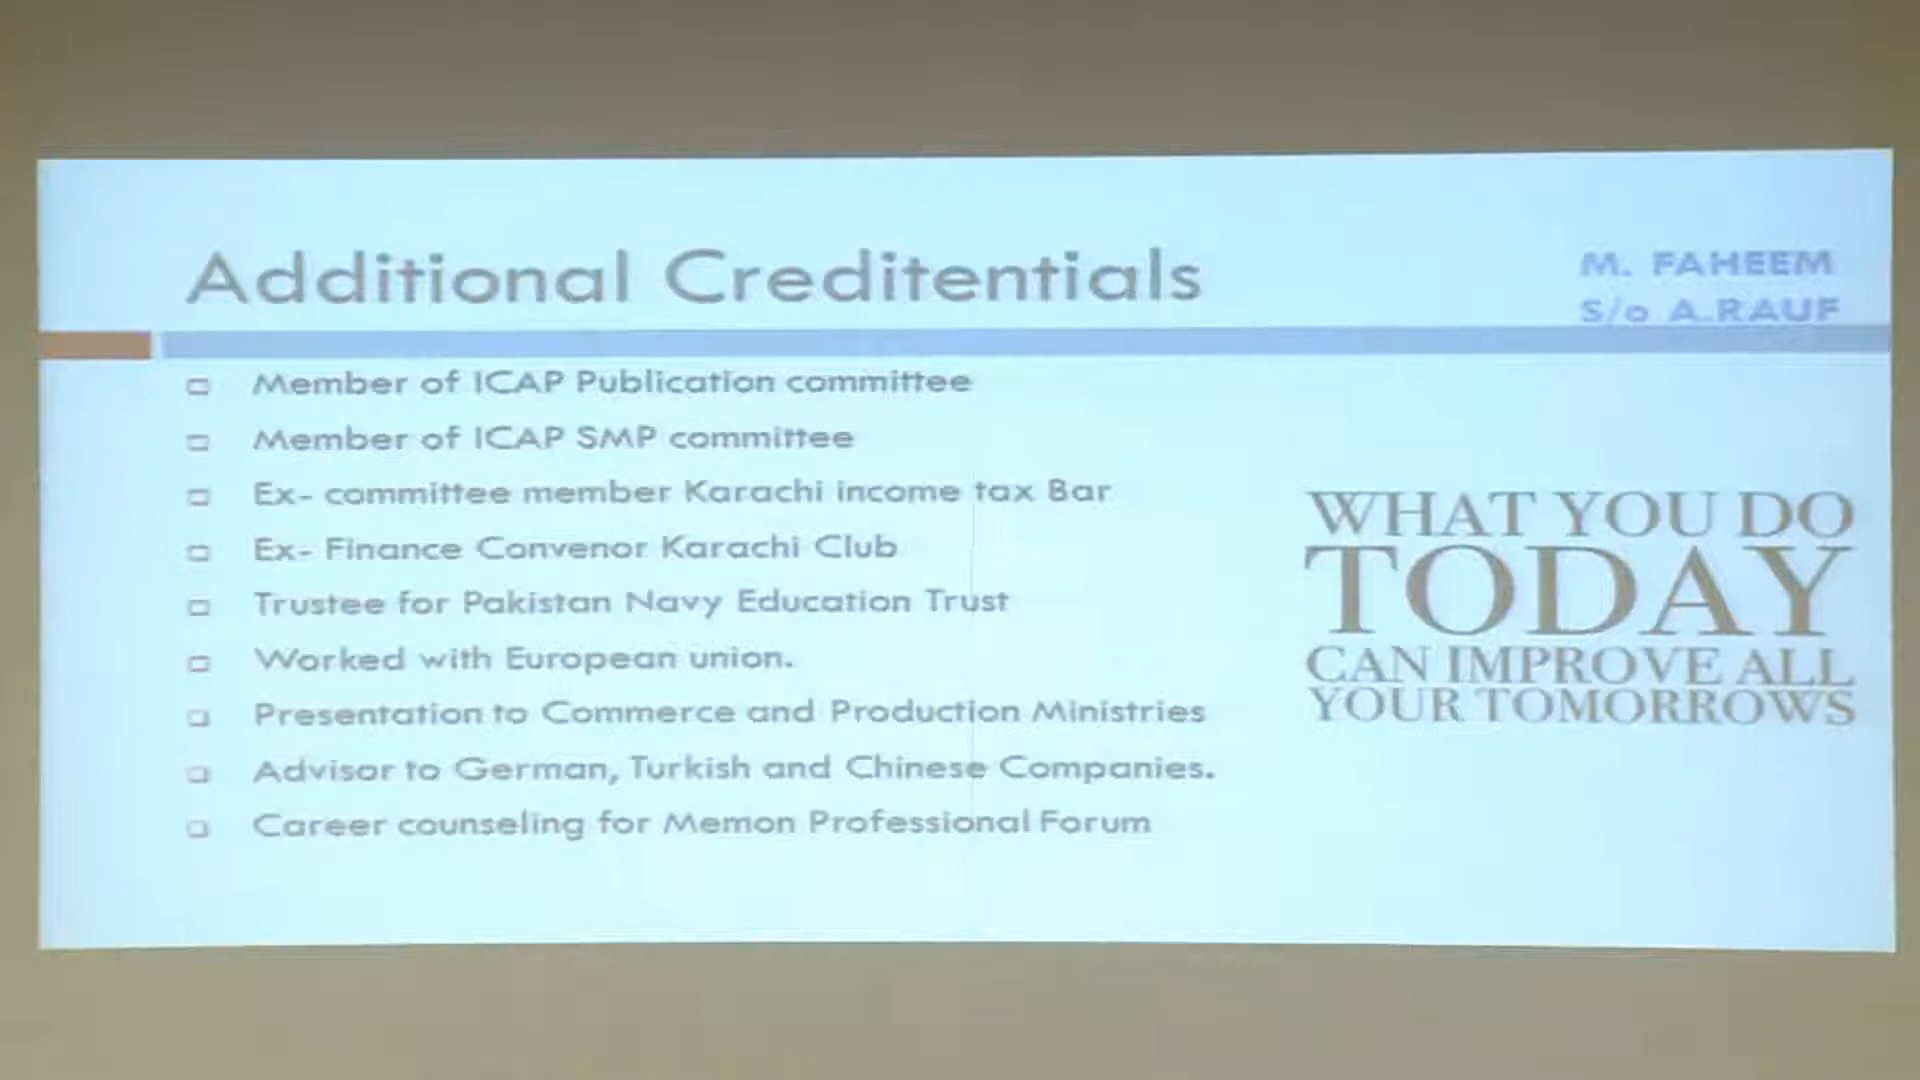 Additional Creditentials
M. FAHEEM
S/o A.RAUF
Member of ICAP Publication committee
Member of ICAP SMP committee
Ex- committee member Karachi income tax Bar
Ex- Finance Convenor Karachi Club
Trustee for Pakistan Navy Education Trust
Worked with European union.
Presentation to Commerce and Production Ministries
Advisor to German, Turkish and Chinese Companies.
Career counseling for Memon Professional Forum
WHAT YOU DO
TODAY
CAN IMPROVE ALL
YOUR TOMORROWS